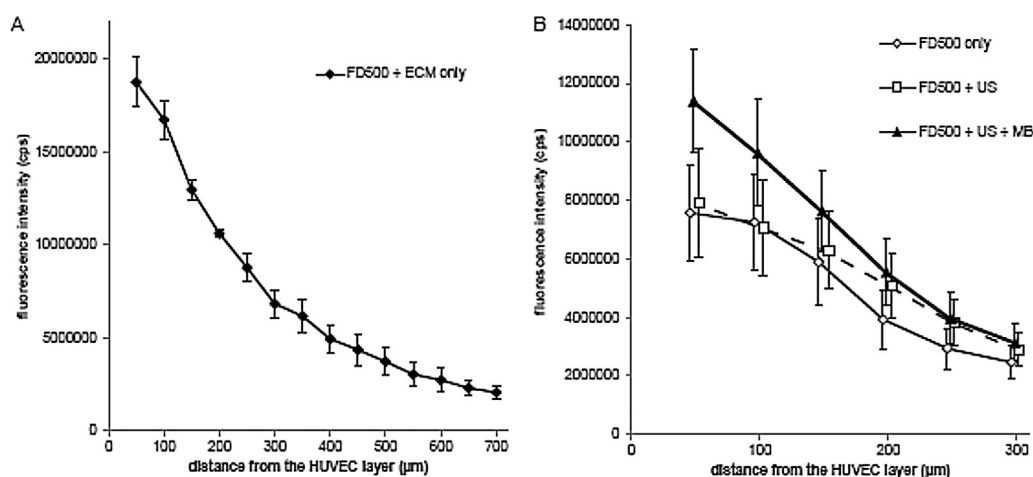 A
FD500 + ECM only
20000000
15000000
10000000
5000000
0
fluorescence intensity (cps)
0 100 200 300 400 500 600 700
distance from the HUVEC layer (µm)
B
FD500 only
FD500 + US
FD500 + US + MB
14000000
12000000
10000000
8000000
6000000
4000000
2000000
0
fluorescence intensity (cps)
0 100 200 300
distance from the HUVEC layer (µm)